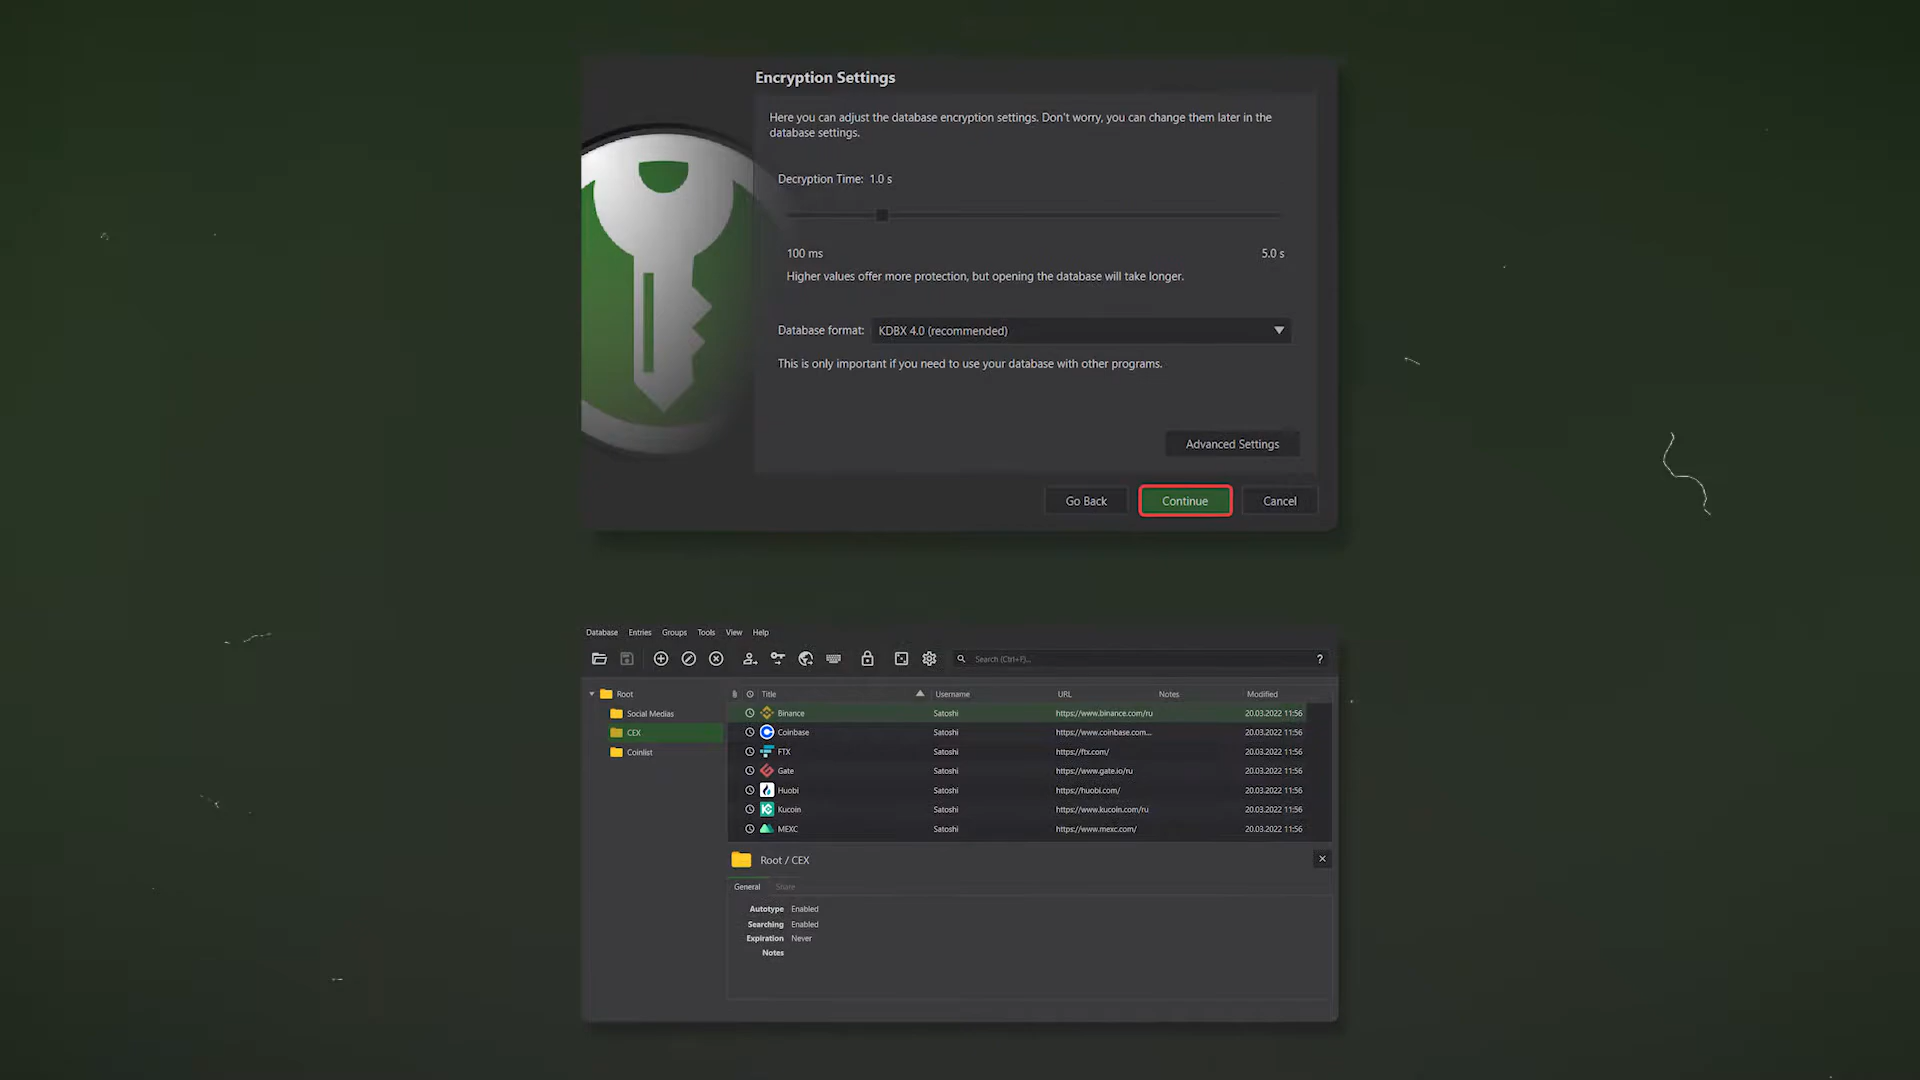 Encryption Settings
Here you can adjust the database encryption settings. Don't worry, you can change them later in the
database settings.
Decryption Time: 1.0 s
100 ms 5.0 s
Higher values offer more protection, but opening the database will take longer.
Database format: KDBX 4.0 (recommended)
This is only important if you need to use your database with other programs.
Advanced Settings
Go Back Continue Cancel
Database Entries Groups Tools View Help
Search (Ctrl+F)... ?
Root
Social Medias
CEX
Coinlist
Title Username URL Notes Modified
Binance Satoshi https://www.binance.com/ru 20.03.2022 11:56
Coinbase Satoshi https://www.coinbase.com... 20.03.2022 11:56
FTX Satoshi https://ftx.com/ 20.03.2022 11:56
Gate Satoshi https://www.gate.io/ru 20.03.2022 11:56
Huobi Satoshi https://huobi.com/ 20.03.2022 11:56
Kucoin Satoshi https://www.kucoin.com/ru 20.03.2022 11:56
MEXC Satoshi https://www.mexc.com/ 20.03.2022 11:56
Root / CEX
General Share
Autotype Enabled
Searching Enabled
Expiration Never
Notes